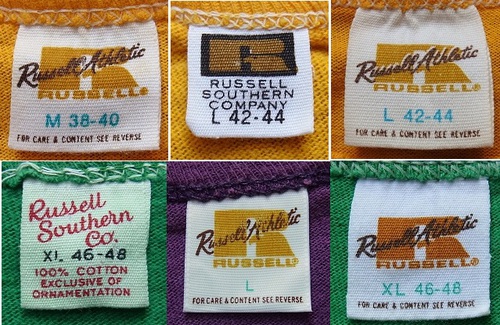 Russell Athletic
RUSSELL®
M 38-40
FOR CARE & CONTENT SEE REVERSE
R
RUSSELL
SOUTHERN
COMPANY
L 42-44
Russell Athletic
RUSSELL®
L 42-44
FOR CARE & CONTENT SEE REVERSE
Russell
Southern
Co.
XL 46-48
100% COTTON
EXCLUSIVE OF
ORNAMENTATION
Russell Athletic
RUSSELL®
L
FOR CARE & CONTENT SEE REVERSE
Russell Athletic
RUSSELL®
XL 46-48
FOR CARE & CONTENT SEE REVERSE